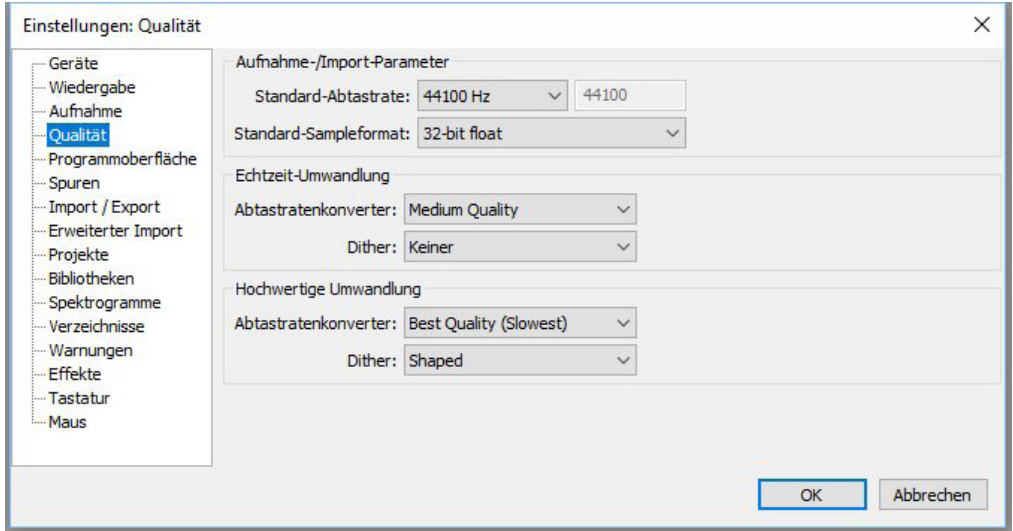 Einstellungen: Qualität
Geräte
Wiedergabe
Aufnahme
Qualität
Programmoberfläche
Spuren
Import / Export
Erweiterter Import
Projekte
Bibliotheken
Spektrogramme
Verzeichnisse
Warnungen
Effekte
Tastatur
Maus
Aufnahme-/Import-Parameter
Standard-Abtastrate: 44100 Hz 44100
Standard-Sampleformat: 32-bit float
Echtzeit-Umwandlung
Abtastratenkonverter: Medium Quality
Dither: Keiner
Hochwertige Umwandlung
Abtastratenkonverter: Best Quality (Slowest)
Dither: Shaped
OK Abbrechen